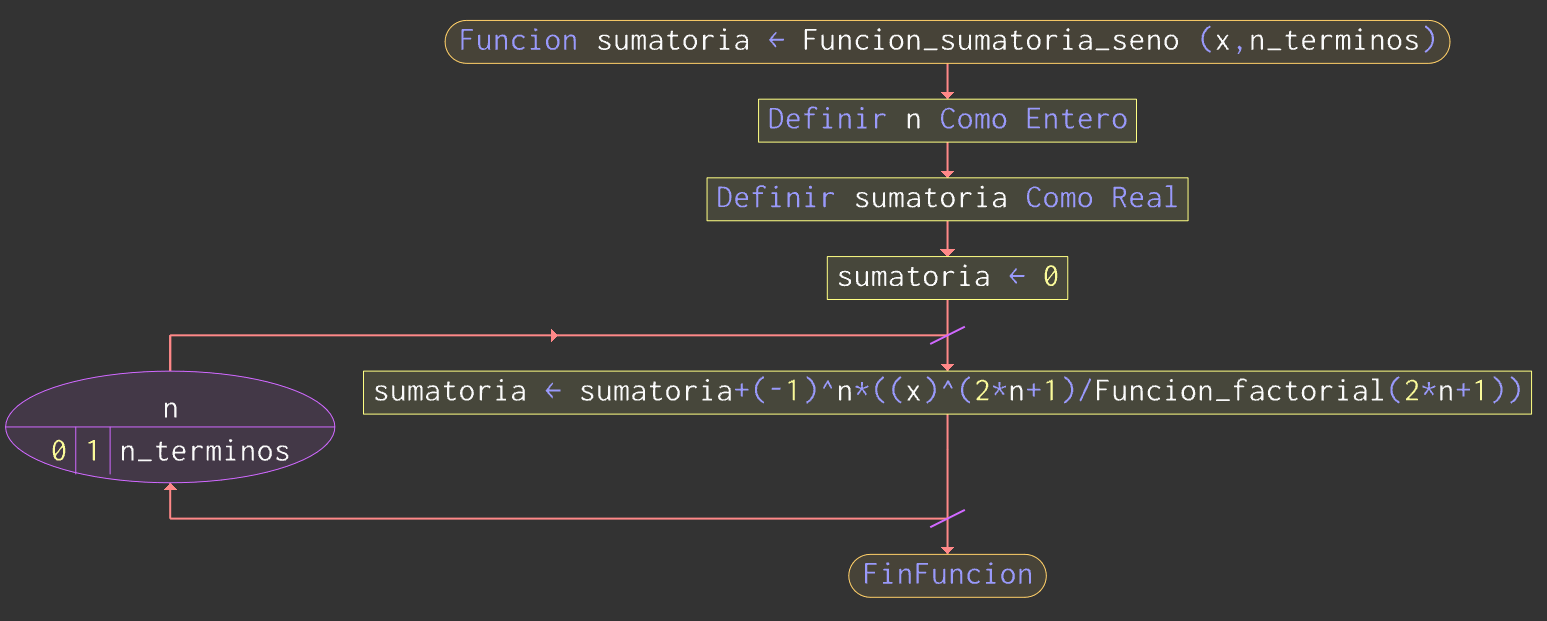 Funcion sumatoria ← Funcion_sumatoria_seno (x,n_terminos)
Definir n Como Entero
Definir sumatoria Como Real
sumatoria ← 0
sumatoria ← sumatoria+(-1)^n*((x)^(2*n+1)/Funcion_factorial(2*n+1))
n
0 1 n_terminos
FinFuncion